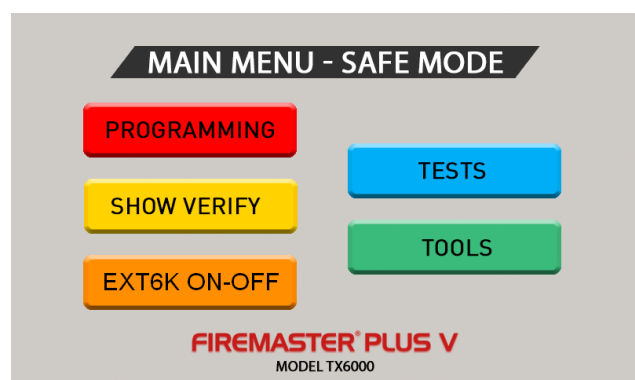 MAIN MENU - SAFE MODE
PROGRAMMING
SHOW VERIFY
EXT6K ON-OFF
TESTS
TOOLS
FIREMASTER® PLUS V
MODEL TX6000